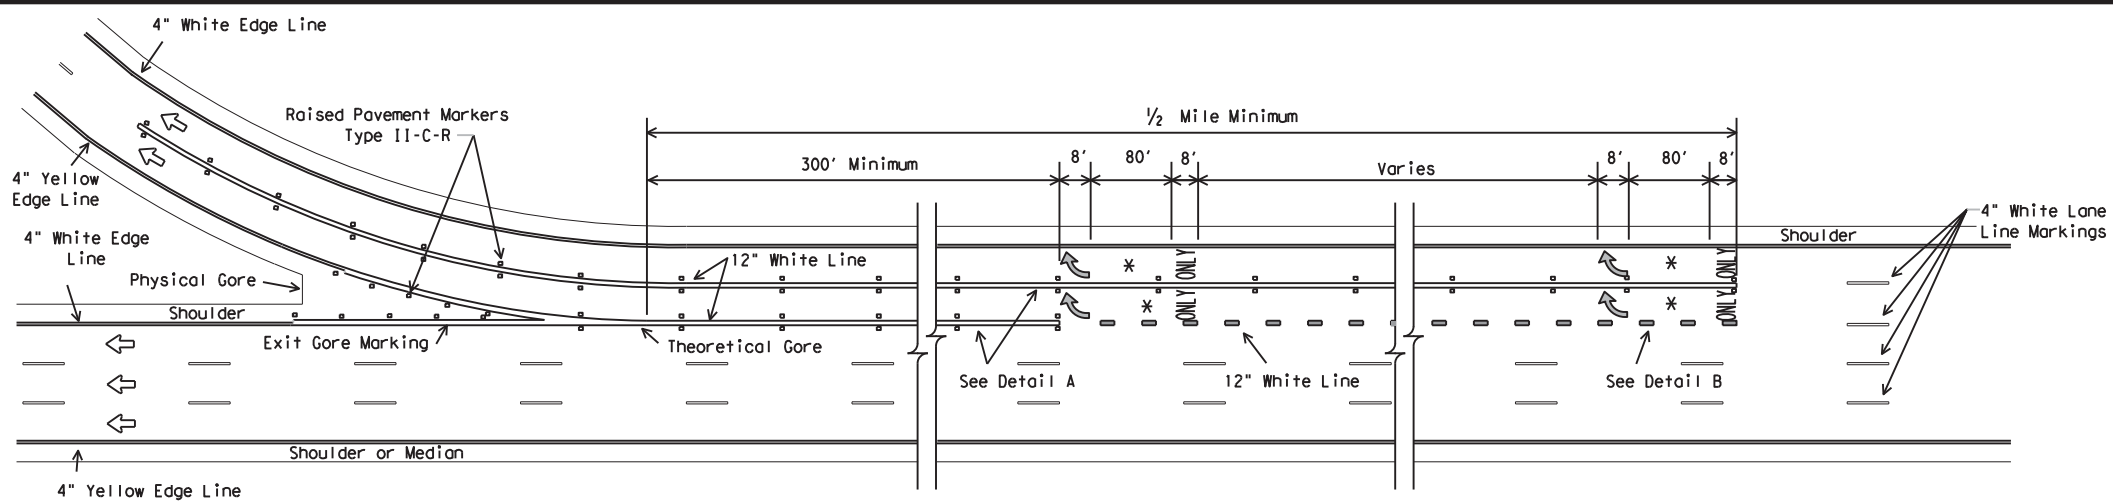 4" White Edge Line
Raised Pavement Markers
Type II-C-R
½ Mile Minimum
300' Minimum
8'
80'
8'
Varies
8'
80'
8'
4" Yellow
Edge Line
4" White Edge
Line
Physical Gore
Shoulder
Exit Gore Marking
12" White Line
Theoretical Gore
See Detail A
*
ONLY
*
ONLY
12" White Line
*
ONLY
*
ONLY
See Detail B
Shoulder
4" White Lane
Line Markings
Shoulder or Median
4" Yellow Edge Line